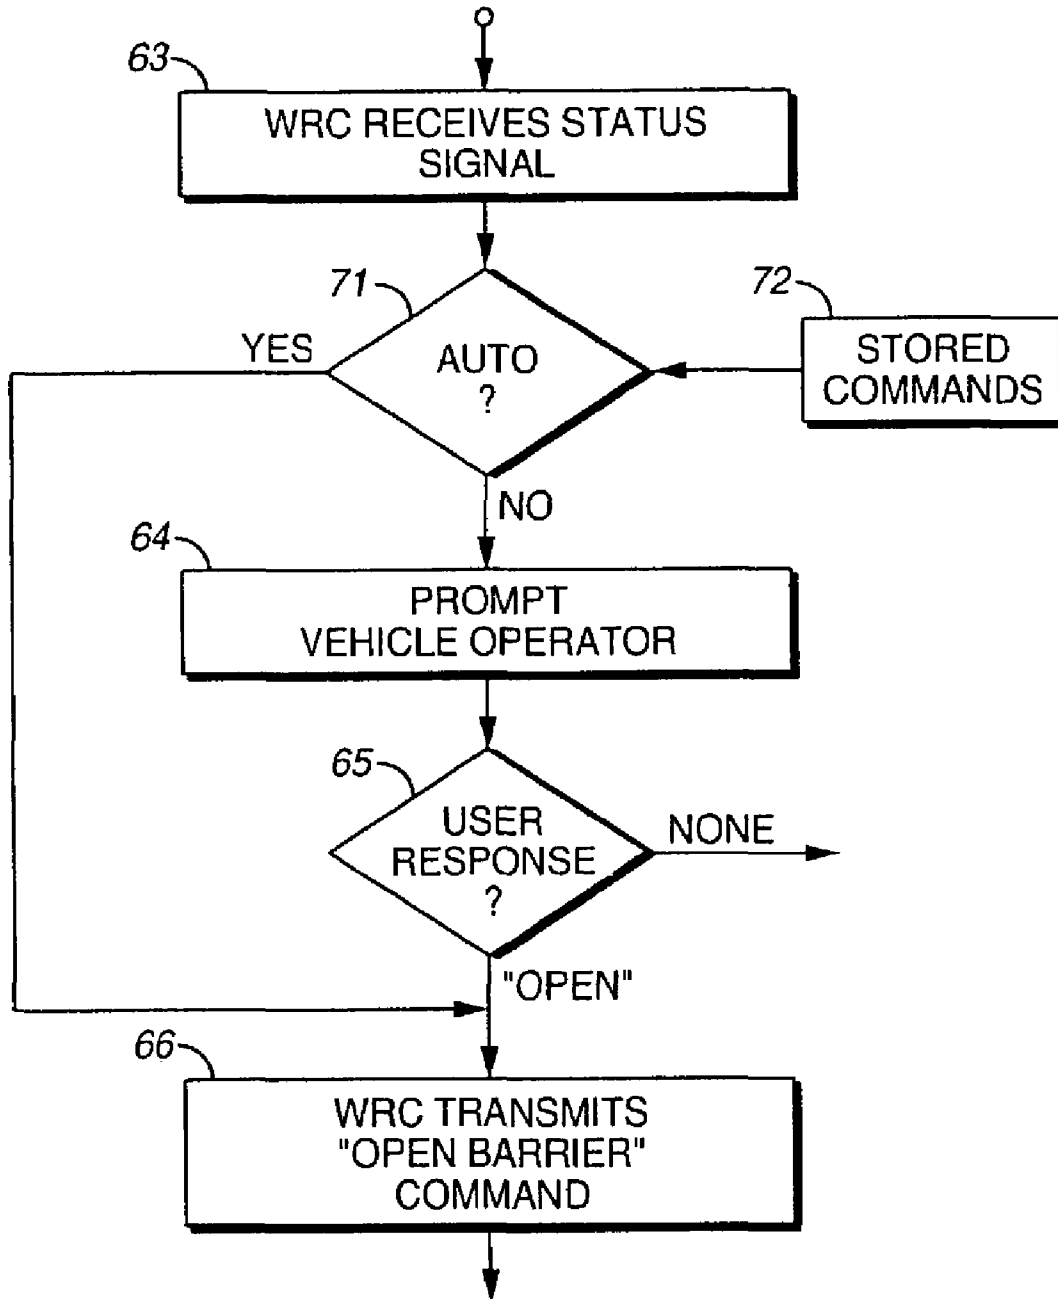 63
WRC RECEIVES STATUS
SIGNAL
71
72
YES
AUTO
?
STORED
COMMANDS
NO
64
PROMPT
VEHICLE OPERATOR
65
USER
RESPONSE
?
NONE
"OPEN"
66
WRC TRANSMITS
"OPEN BARRIER"
COMMAND